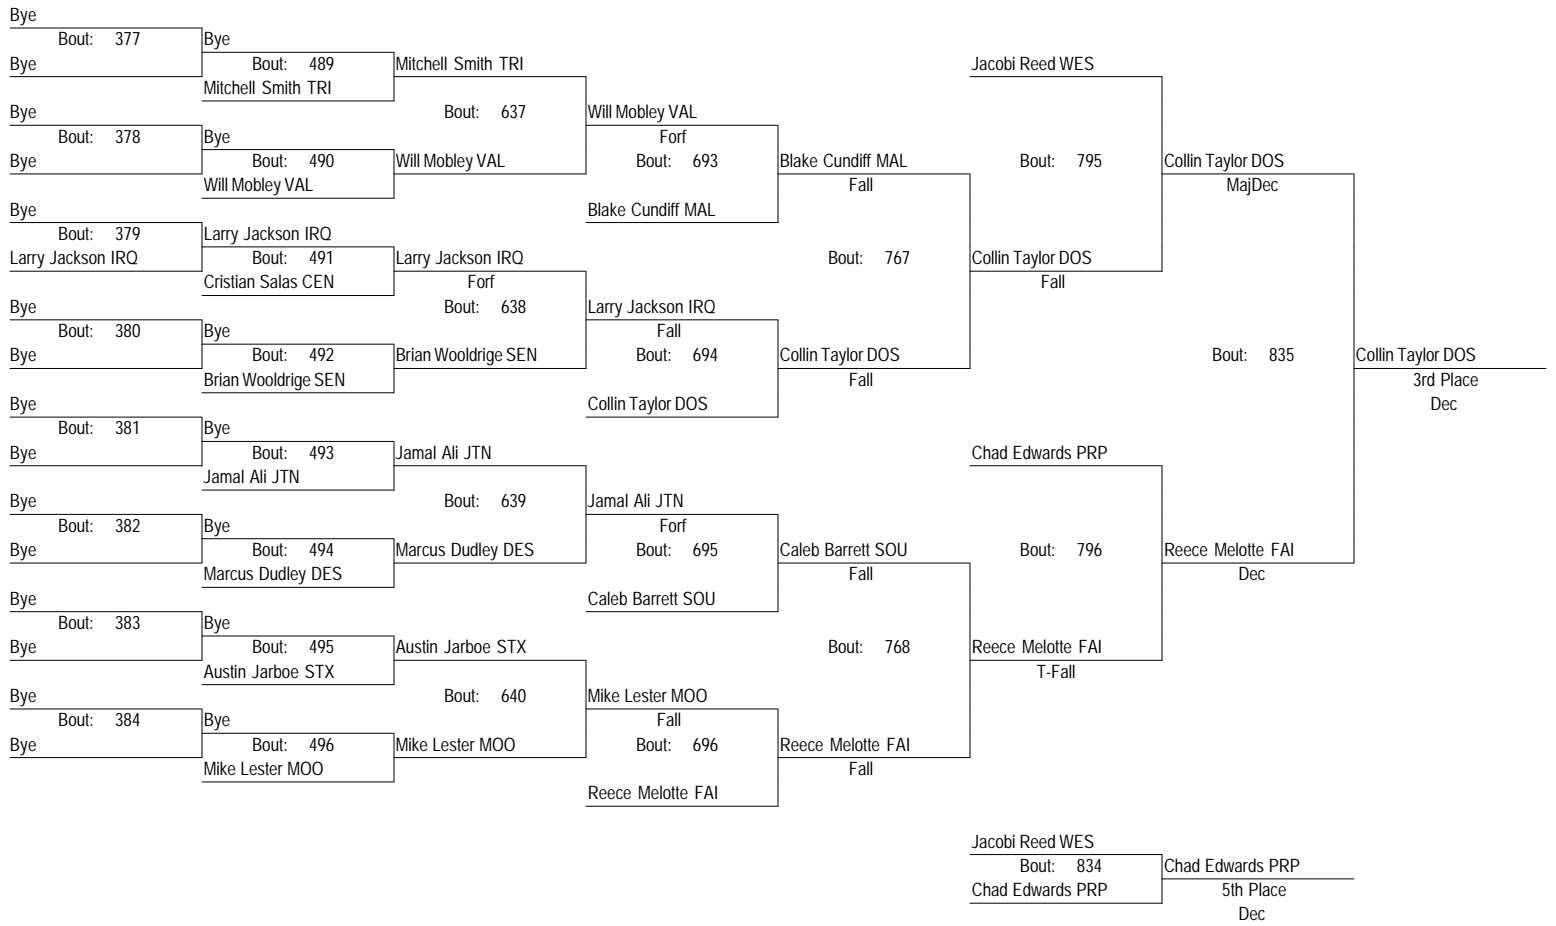 Bye
Bout: 377 Bye
Bye Bout: 489 Mitchell Smith TRI Jacobi Reed WES
Mitchell Smith TRI
Bye Bout: 637 Will Mobley VAL
Bout: 378 Bye Forf
Bye Bout: 490 Will Mobley VAL Bout: 693 Blake Cundiff MAL Bout: 795 Collin Taylor DOS
Will Mobley VAL Fall MajDec
Bye Blake Cundiff MAL
Bout: 379 Larry Jackson IRQ
Larry Jackson IRQ Bout: 491 Larry Jackson IRQ Bout: 767 Collin Taylor DOS
Cristian Salas CEN Forf Fall
Bye Bout: 638 Larry Jackson IRQ
Bout: 380 Bye Fall
Bye Bout: 492 Brian Wooldrige SEN Bout: 694 Collin Taylor DOS Bout: 835 Collin Taylor DOS
Brian Wooldrige SEN Fall 3rd Place
Bye Collin Taylor DOS Dec
Bout: 381 Bye
Bye Bout: 493 Jamal Ali JTN Chad Edwards PRP
Jamal Ali JTN
Bye Bout: 639 Jamal Ali JTN
Bout: 382 Bye Forf
Bye Bout: 494 Marcus Dudley DES Bout: 695 Caleb Barrett SOU Bout: 796 Reece Melotte FAI
Marcus Dudley DES Fall Dec
Bye Caleb Barrett SOU
Bout: 383 Bye
Bye Bout: 495 Austin Jarboe STX Bout: 768 Reece Melotte FAI
Austin Jarboe STX T-Fall
Bye Bout: 640 Mike Lester MOO
Bout: 384 Bye Fall
Bye Bout: 496 Mike Lester MOO Bout: 696 Reece Melotte FAI
Mike Lester MOO Fall
Reece Melotte FAI
Jacobi Reed WES
Bout: 834 Chad Edwards PRP
Chad Edwards PRP 5th Place
Dec